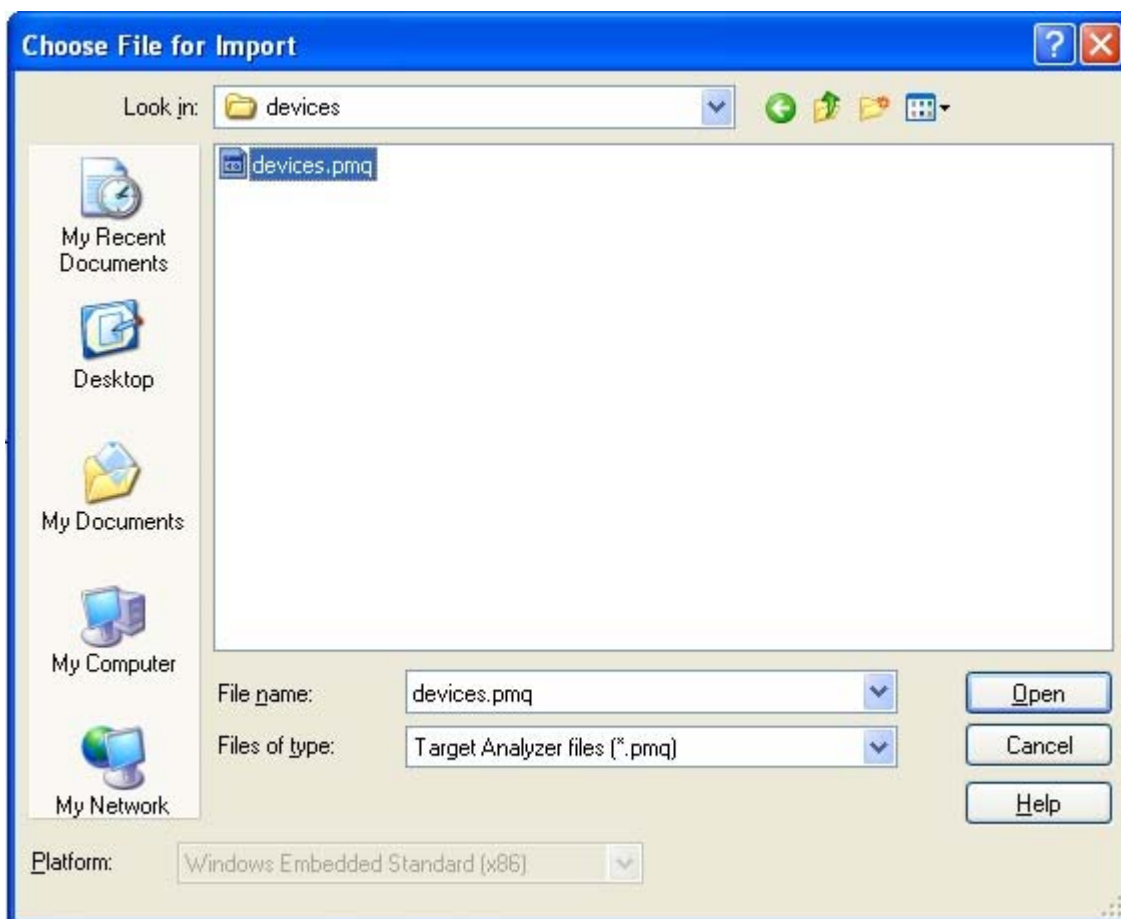 Choose File for Import
Look in:
devices
devices.pmq
My Recent
Documents
Desktop
My Documents
My Computer
My Network
File name:
devices.pmq
Open
Files of type:
Target Analyzer files (*.pmq)
Cancel
Help
Platform:
Windows Embedded Standard (x86)